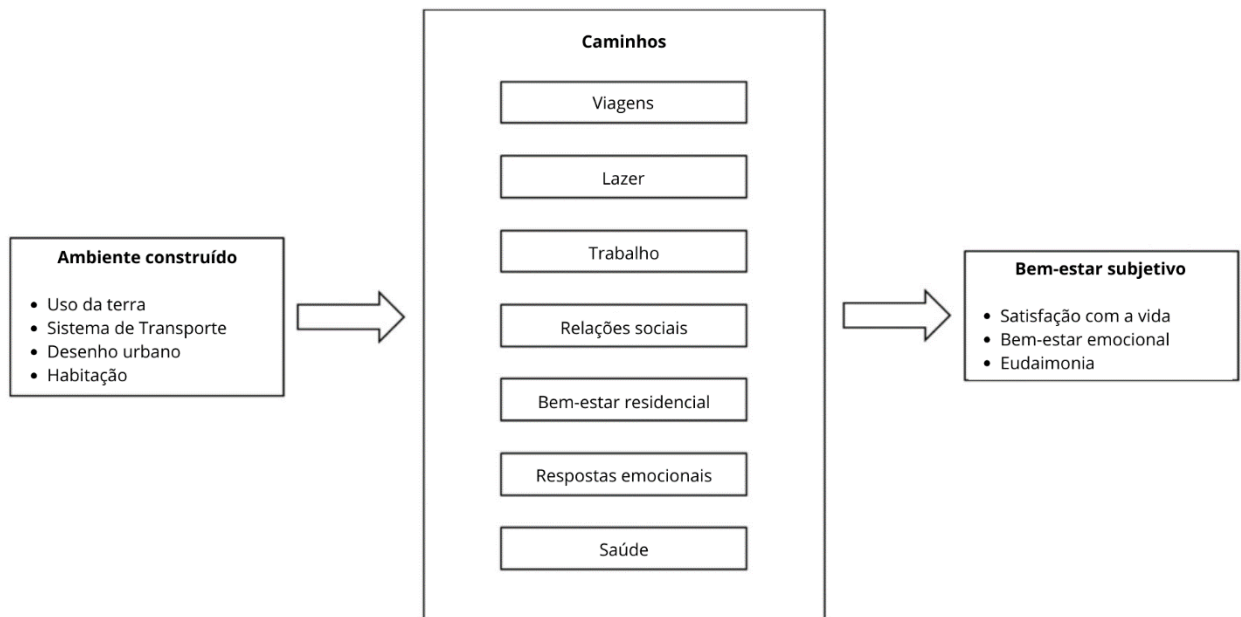 Ambiente construído
• Uso da terra
• Sistema de Transporte
• Desenho urbano
• Habitação
Caminhos
Viagens
Lazer
Trabalho
Relações sociais
Bem-estar residencial
Respostas emocionais
Saúde
Bem-estar subjetivo
• Satisfação com a vida
• Bem-estar emocional
• Eudaimonia